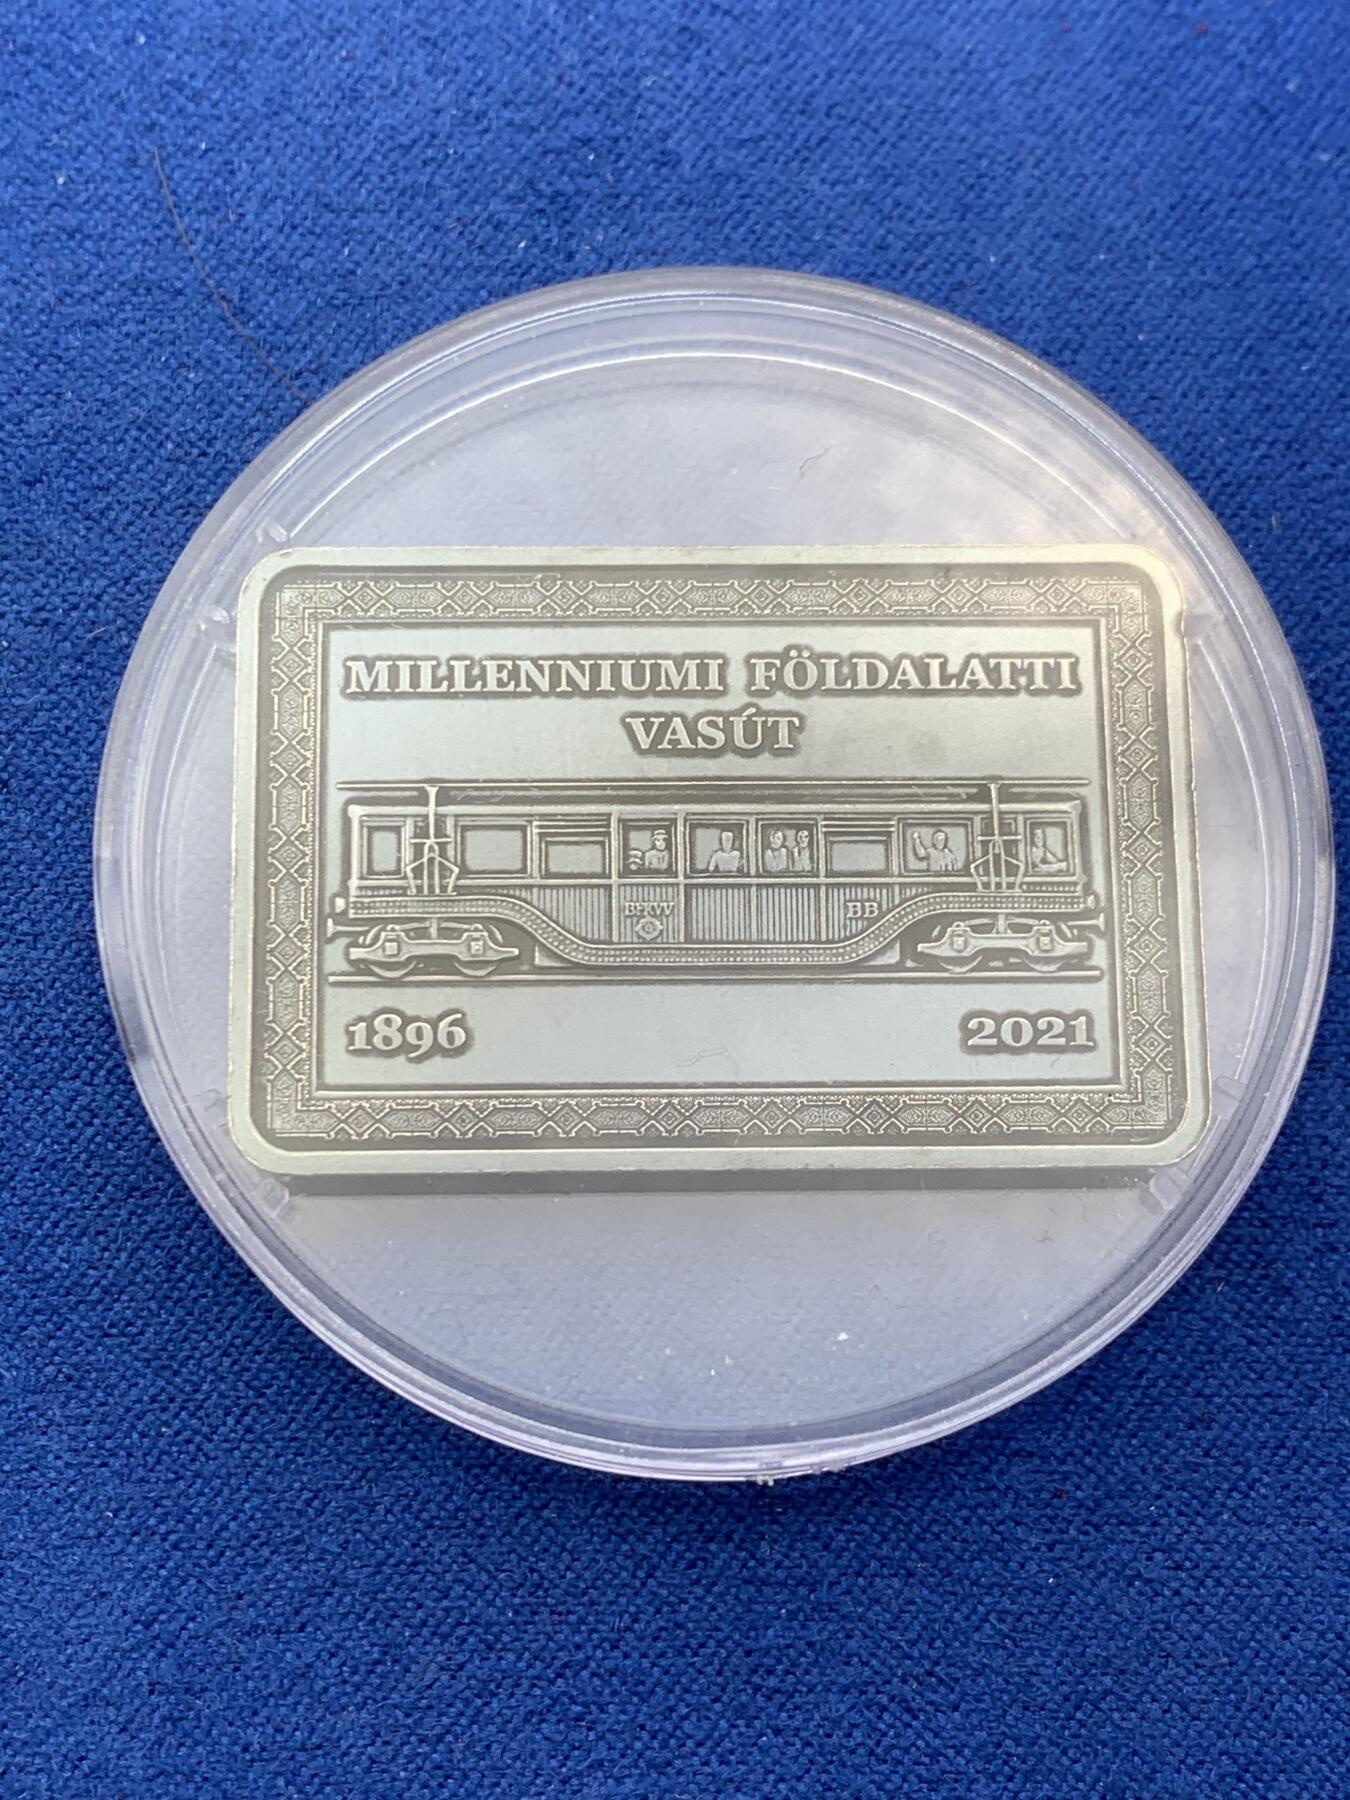 MILLENNIUMI FÖLDALATTI
VASÚT
BFKVV
BB
1896
2021